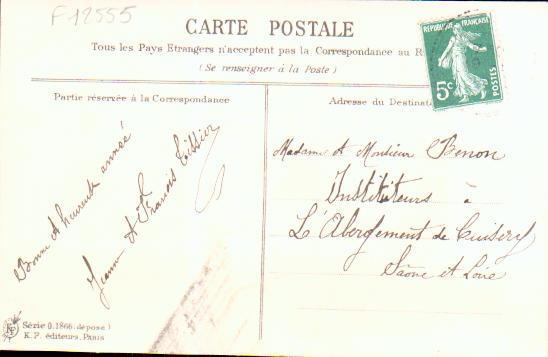 F12555
CARTE POSTALE
Tous les Pays Etrangers n'acceptent pas la Correspondance au R
(Se renseigner à la Poste)
REPUBLIQUE FRANÇAISE
5c
POSTES
Partie réservée à la Correspondance
Adresse du Destinat
Bonne et heureuse année
Jeanne et Francis Tissier
Madame et Monsieur Benon
Instituteurs à
L'Abergement de Cuisery
Saône et Loire
Série 0.1866 (déposé)
K. F. éditeurs, Paris